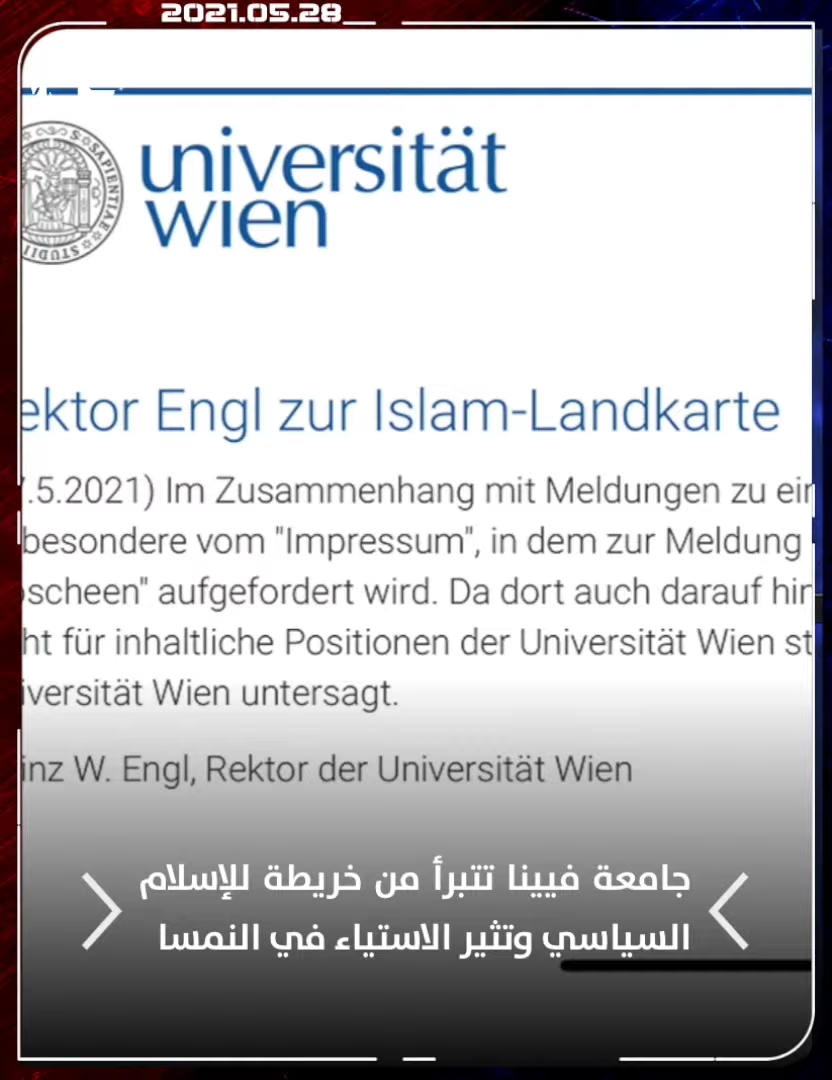 2021.05.28
universität
wien
SAPIENTIAE
STUDII
ektor Engl zur Islam-Landkarte
.5.2021) Im Zusammenhang mit Meldungen zu ein
besondere vom "Impressum", in dem zur Meldung
scheen" aufgefordert wird. Da dort auch darauf hin
ht für inhaltliche Positionen der Universität Wien st
iversität Wien untersagt.
inz W. Engl, Rektor der Universität Wien
جامعة فيينا تتبرأ من خريطة للإسلام
السياسي وتثير الاستياء في النمسا